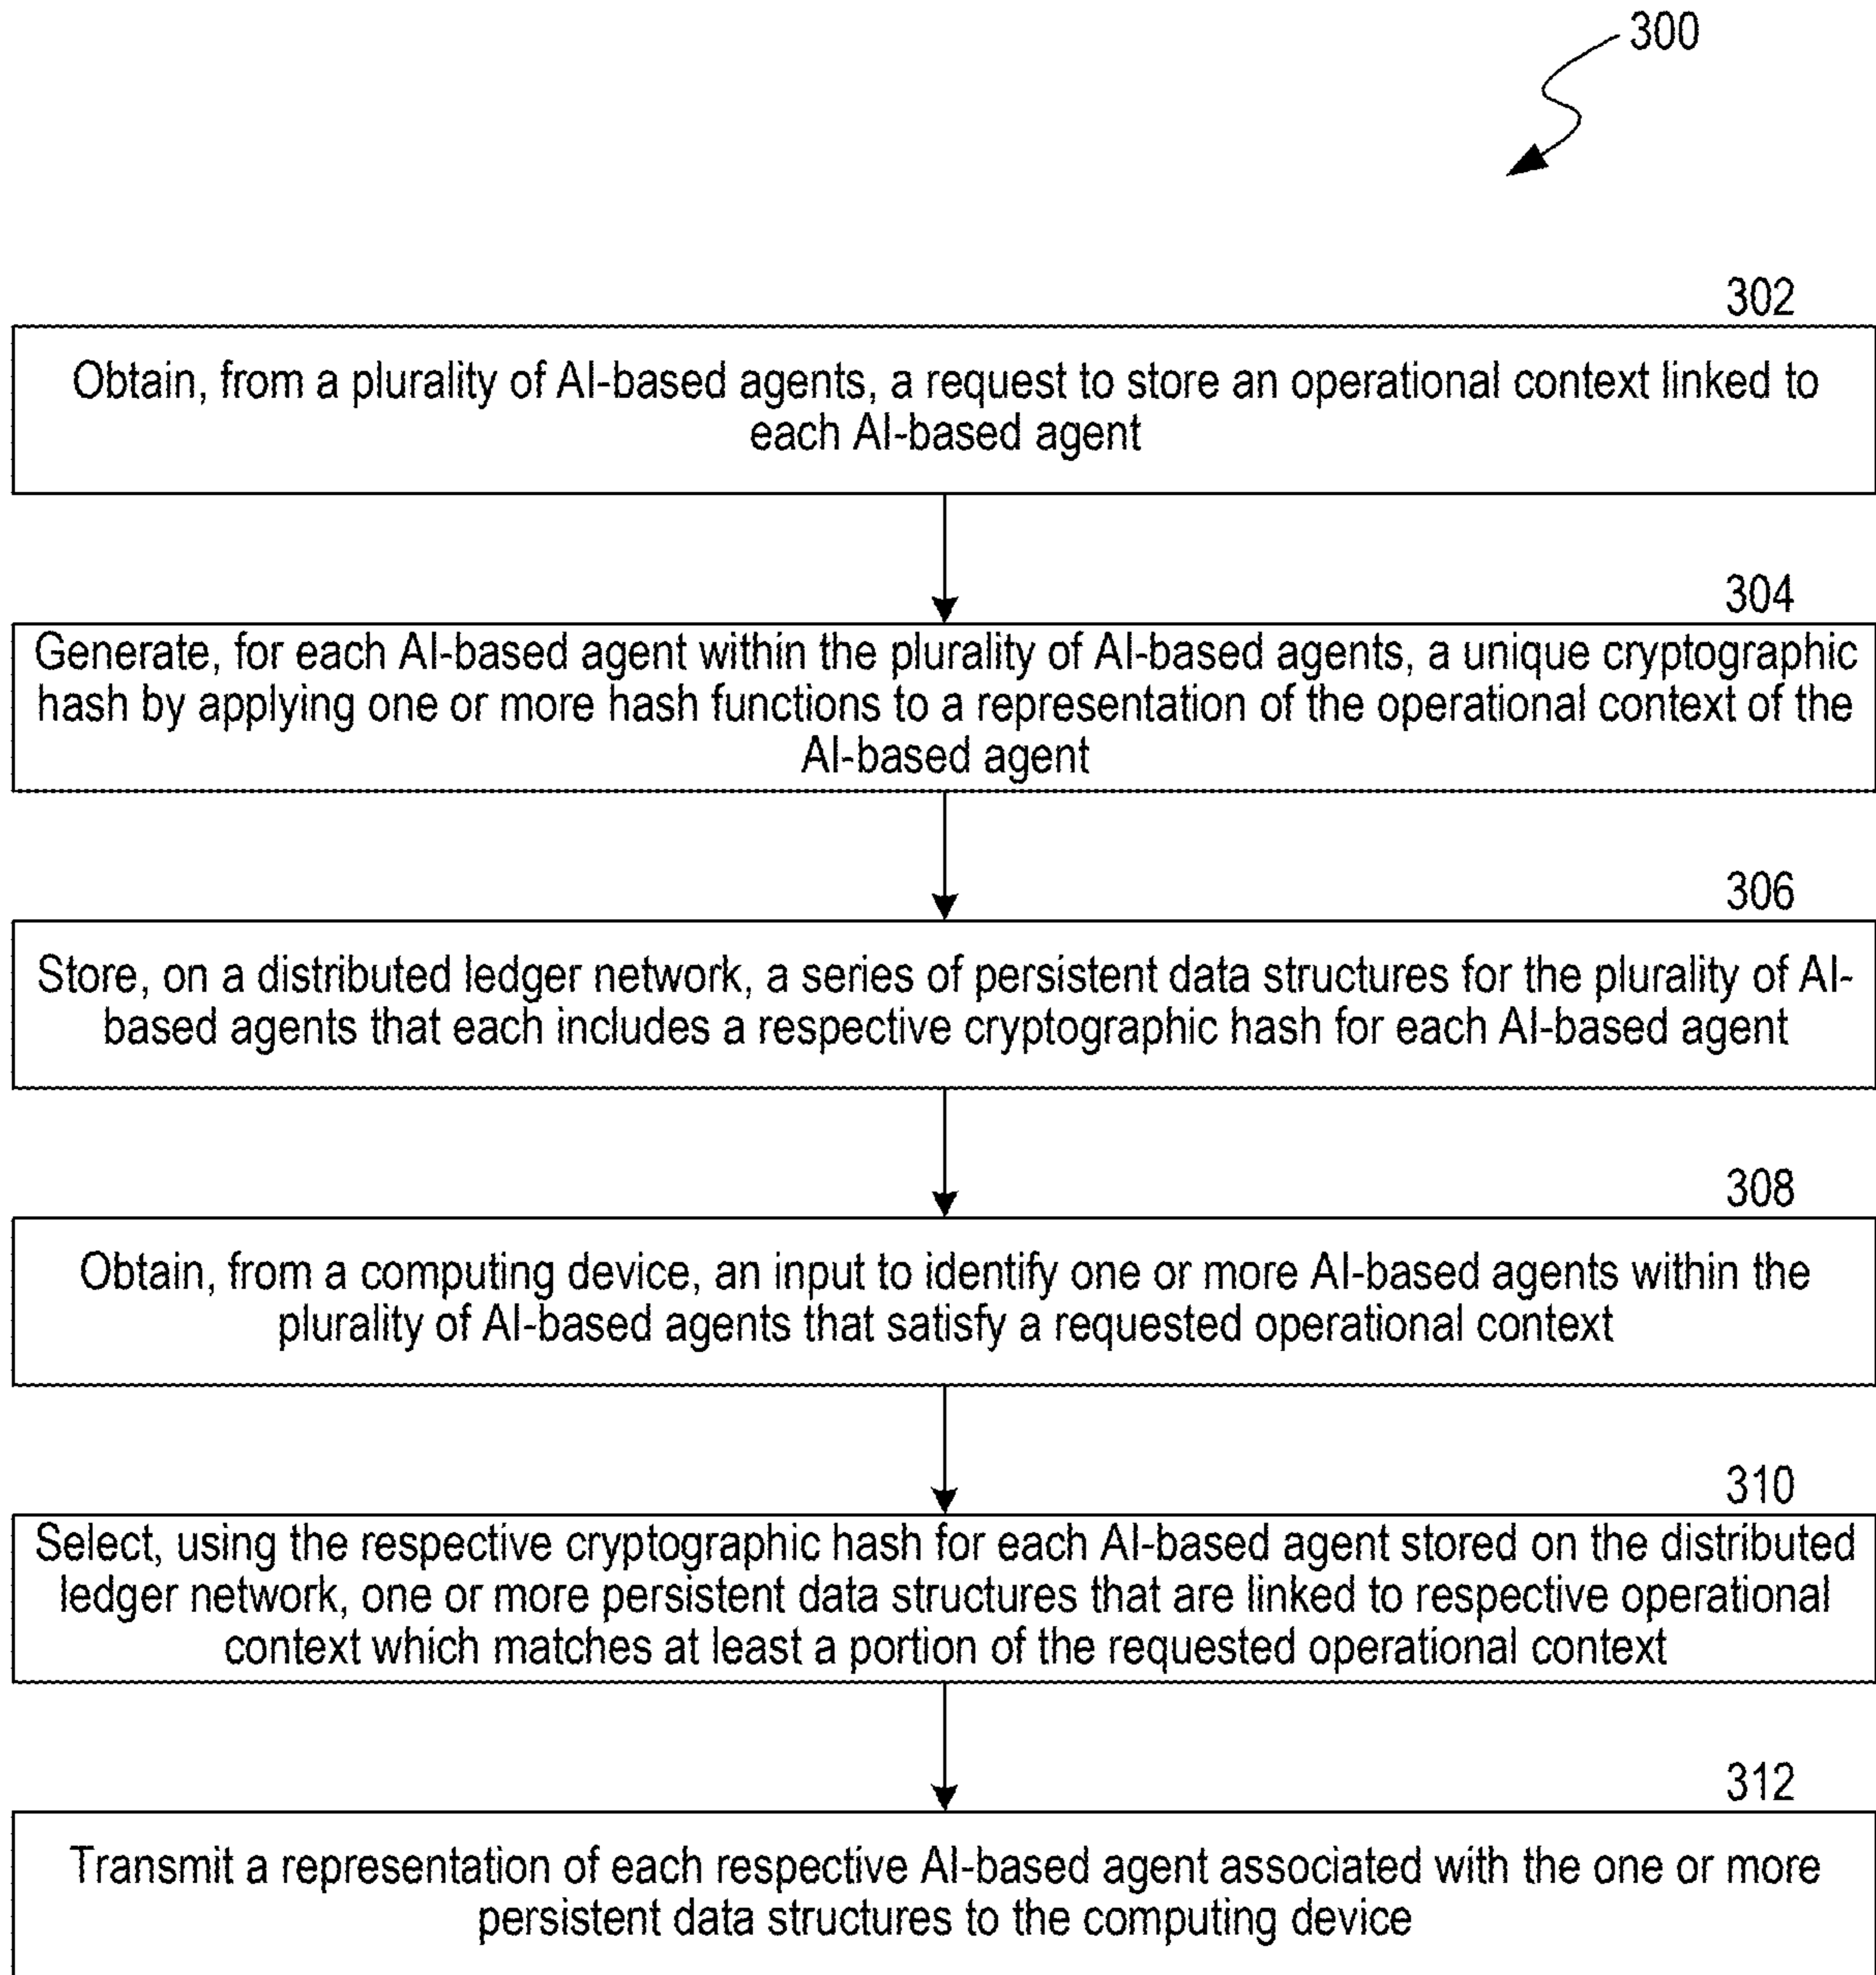 300
302
Obtain, from a plurality of AI-based agents, a request to store an operational context linked to
each AI-based agent
304
Generate, for each AI-based agent within the plurality of AI-based agents, a unique cryptographic
hash by applying one or more hash functions to a representation of the operational context of the
AI-based agent
306
Store, on a distributed ledger network, a series of persistent data structures for the plurality of AI-
based agents that each includes a respective cryptographic hash for each AI-based agent
308
Obtain, from a computing device, an input to identify one or more AI-based agents within the
plurality of AI-based agents that satisfy a requested operational context
310
Select, using the respective cryptographic hash for each AI-based agent stored on the distributed
ledger network, one or more persistent data structures that are linked to respective operational
context which matches at least a portion of the requested operational context
312
Transmit a representation of each respective AI-based agent associated with the one or more
persistent data structures to the computing device